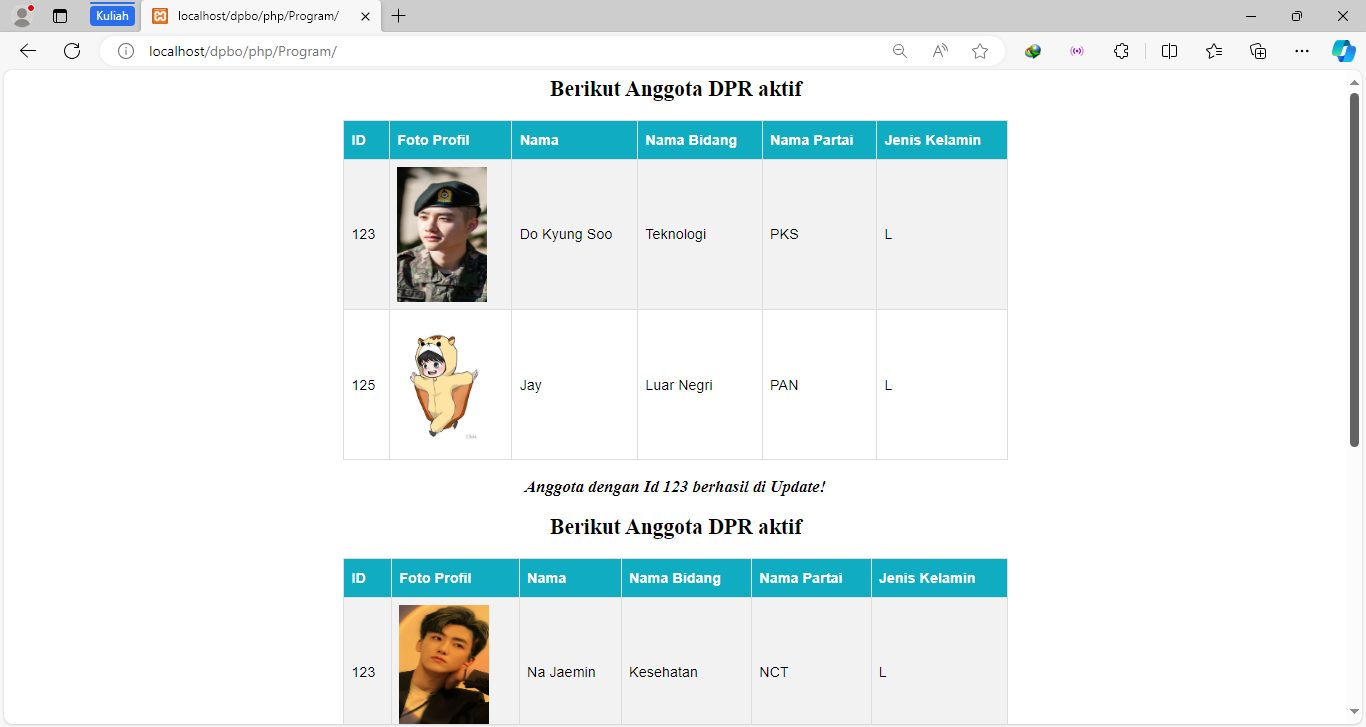 Kuliah
localhost/dpbo/php/Program/
localhost/dpbo/php/Program/
Berikut Anggota DPR aktif
ID Foto Profil Nama Nama Bidang Nama Partai Jenis Kelamin
123 Do Kyung Soo Teknologi PKS L
125 Jay Luar Negri PAN L
Anggota dengan Id 123 berhasil di Update!
Berikut Anggota DPR aktif
ID Foto Profil Nama Nama Bidang Nama Partai Jenis Kelamin
123 Na Jaemin Kesehatan NCT L